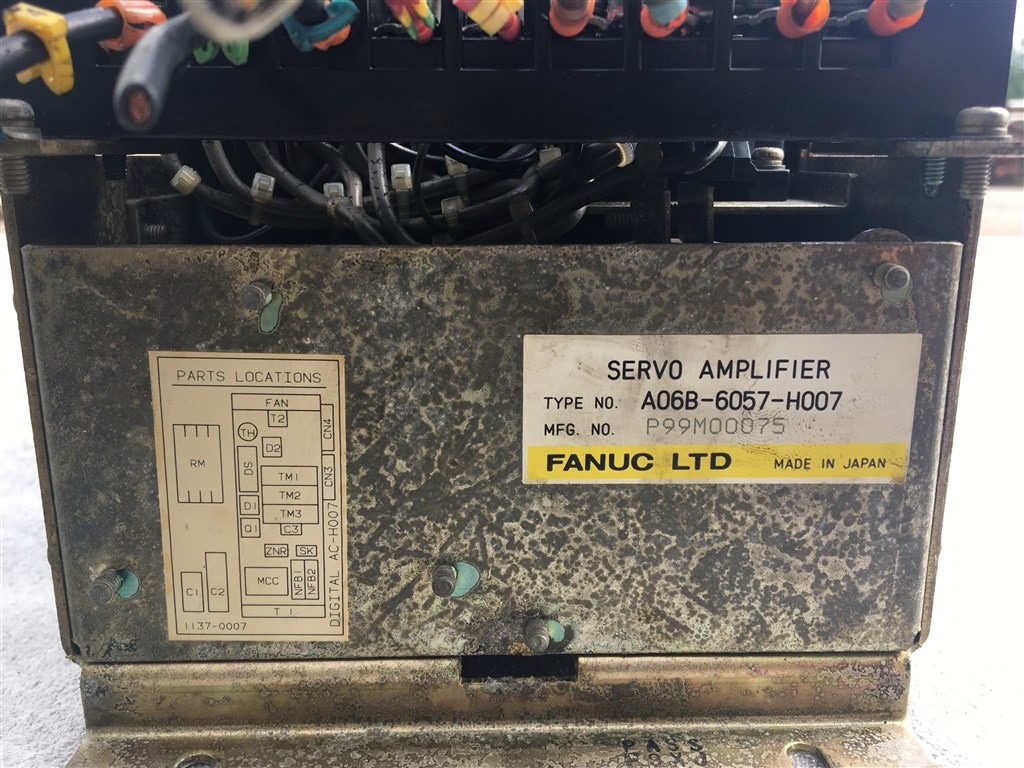 PARTS LOCATIONS
FAN
T2
TH
CN4
D2
RM
DS
CN3
TM1
TM2
D1
TM3
Q1
C3
DIGITAL AC-H007
ZNR
SK
MCC
NFB1
NFB2
C1
C2
T1
1137-0007
SERVO AMPLIFIER
TYPE NO. A06B-6057-H007
MFG. NO. P99M00075
FANUC LTD MADE IN JAPAN
PASS